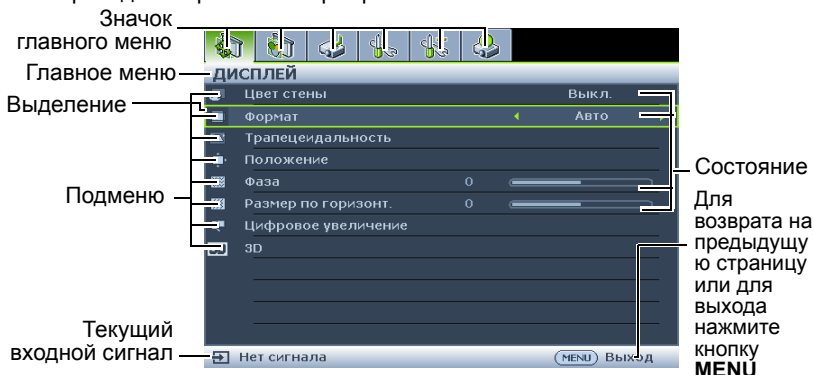 Значок
главного меню
Главное меню
ДИСПЛЕЙ
Выделение
Цвет стены Выкл.
Формат Авто
Трапецеидальность
Положение
Подменю
Фаза 0
Размер по горизонт. 0
Цифровое увеличение
3D
Состояние
Для
возврата на
предыдущу
ю страницу
или для
выхода
нажмите
кнопку
MENU
Текущий
входной сигнал
Нет сигнала
MENU Выход